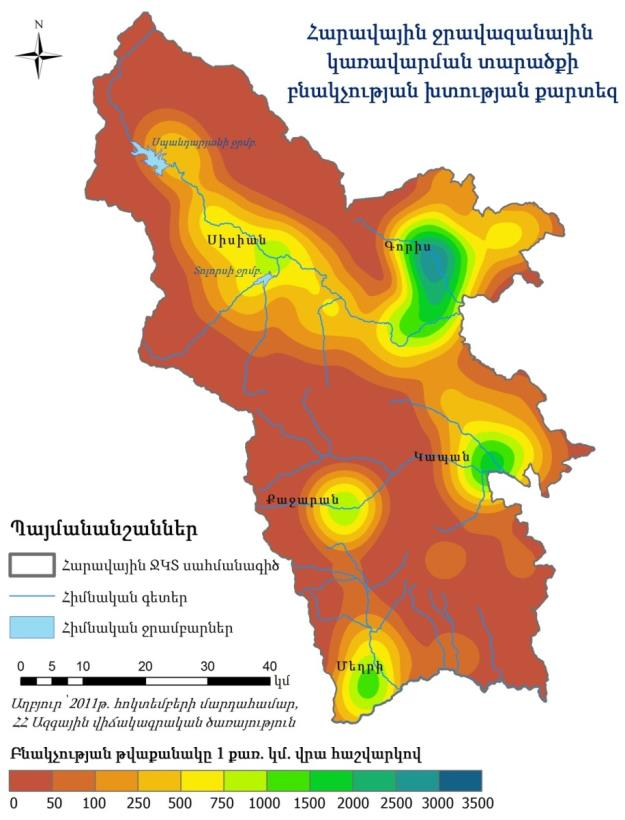 N
Հարավային ջրավազանային
կառավարման տարածքի
բնակչության խտության քարտեզ
Սպանդարյանի ջրմբ.
Սիսիան
Գորիս
Տոլորսի ջրմբ.
Կապան
Քաջարան
Մեղրի
Պայմանանշաններ
Հարավային ՋԿՏ սահմանագիծ
Հիմնական գետեր
Հիմնական ջրամբարներ
0 5 10 20 30 40
կմ
Աղբյուր՝ 2011թ. հոկտեմբերի մարդահամար,
ՀՀ Ազգային վիճակագրական ծառայություն
Բնակչության թվաքանակը 1 քառ. կմ. վրա հաշվարկով
0 50 100 250 500 750 1000 1500 2000 2500 3000 3500